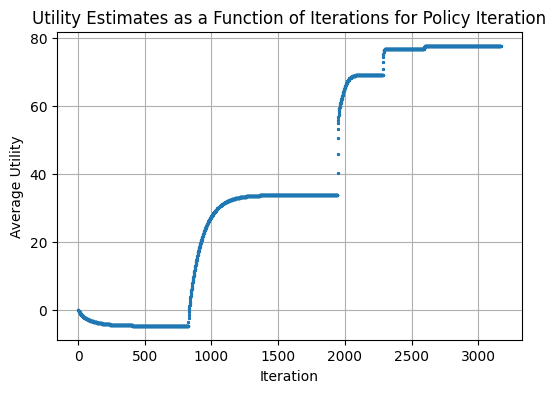 Utility Estimates as a Function of Iterations for Policy Iteration
80
60
40
20
0
Average Utility
0 500 1000 1500 2000 2500 3000
Iteration